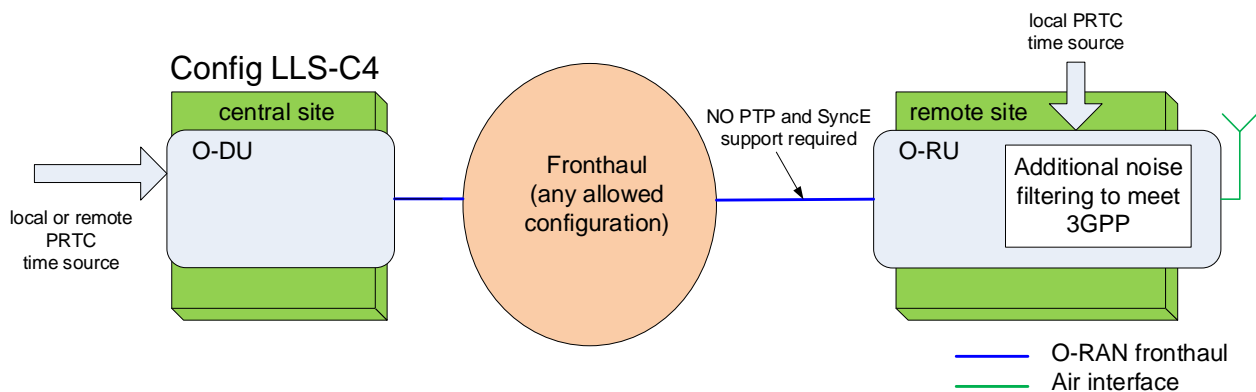 Config LLS-C4
central site
O-DU
local or remote
PRTC
time source
Fronthaul
(any allowed
configuration)
NO PTP and SyncE
support required
local PRTC
time source
remote site
O-RU
Additional noise
filtering to meet
3GPP
O-RAN fronthaul
Air interface